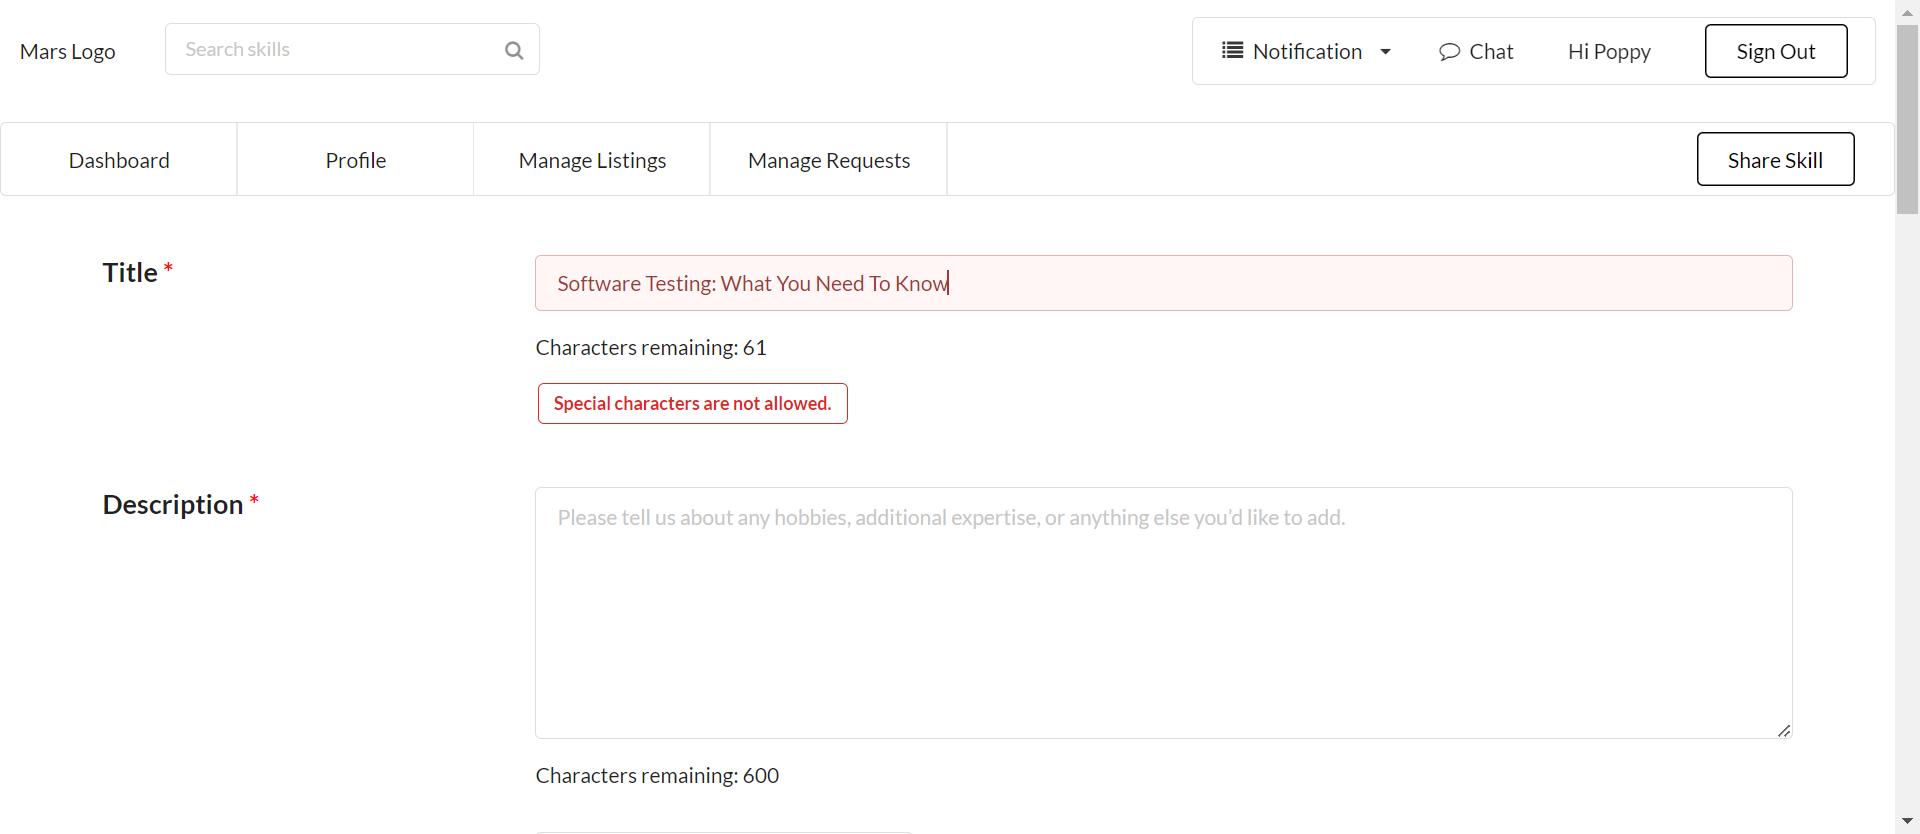 Mars Logo
Search skills
Notification
Chat
Hi Poppy
Sign Out
Dashboard
Profile
Manage Listings
Manage Requests
Share Skill
Title *
Software Testing: What You Need To Know
Characters remaining: 61
Special characters are not allowed.
Description *
Please tell us about any hobbies, additional expertise, or anything else you'd like to add.
Characters remaining: 600